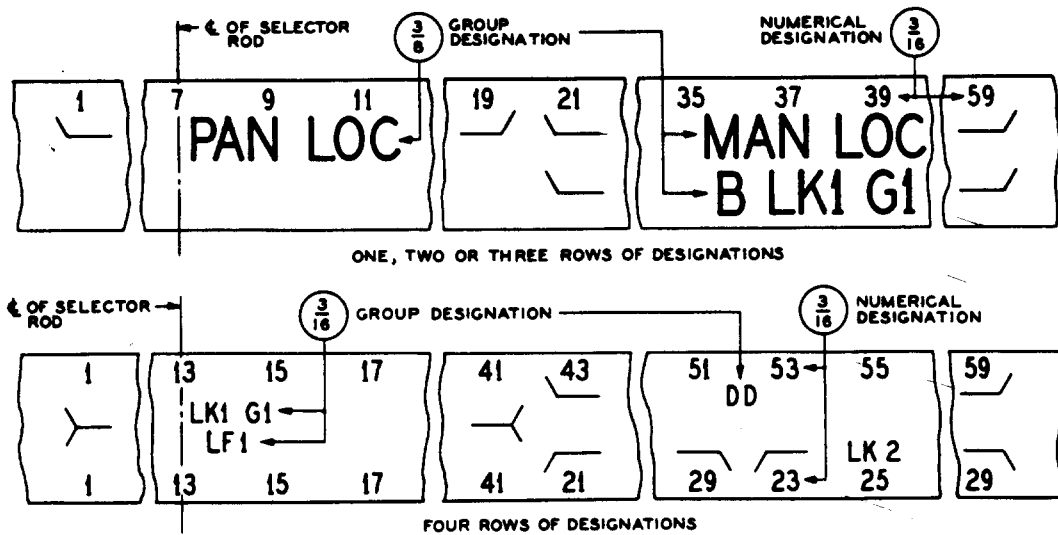 ℄ OF SELECTOR
ROD
3/8
GROUP
DESIGNATION
NUMERICAL
DESIGNATION
3/16
1 7 9 11 19 21 35 37 39 59
PAN LOC MAN LOC
B LK1 G1
ONE, TWO OR THREE ROWS OF DESIGNATIONS
℄ OF SELECTOR
ROD
3/16
GROUP DESIGNATION
3/16
NUMERICAL
DESIGNATION
1 13 15 17 41 43 51 53 55 59
DD
LK1 G1
LF1
LK 2
1 13 15 17 41 21 29 23 25 29
FOUR ROWS OF DESIGNATIONS